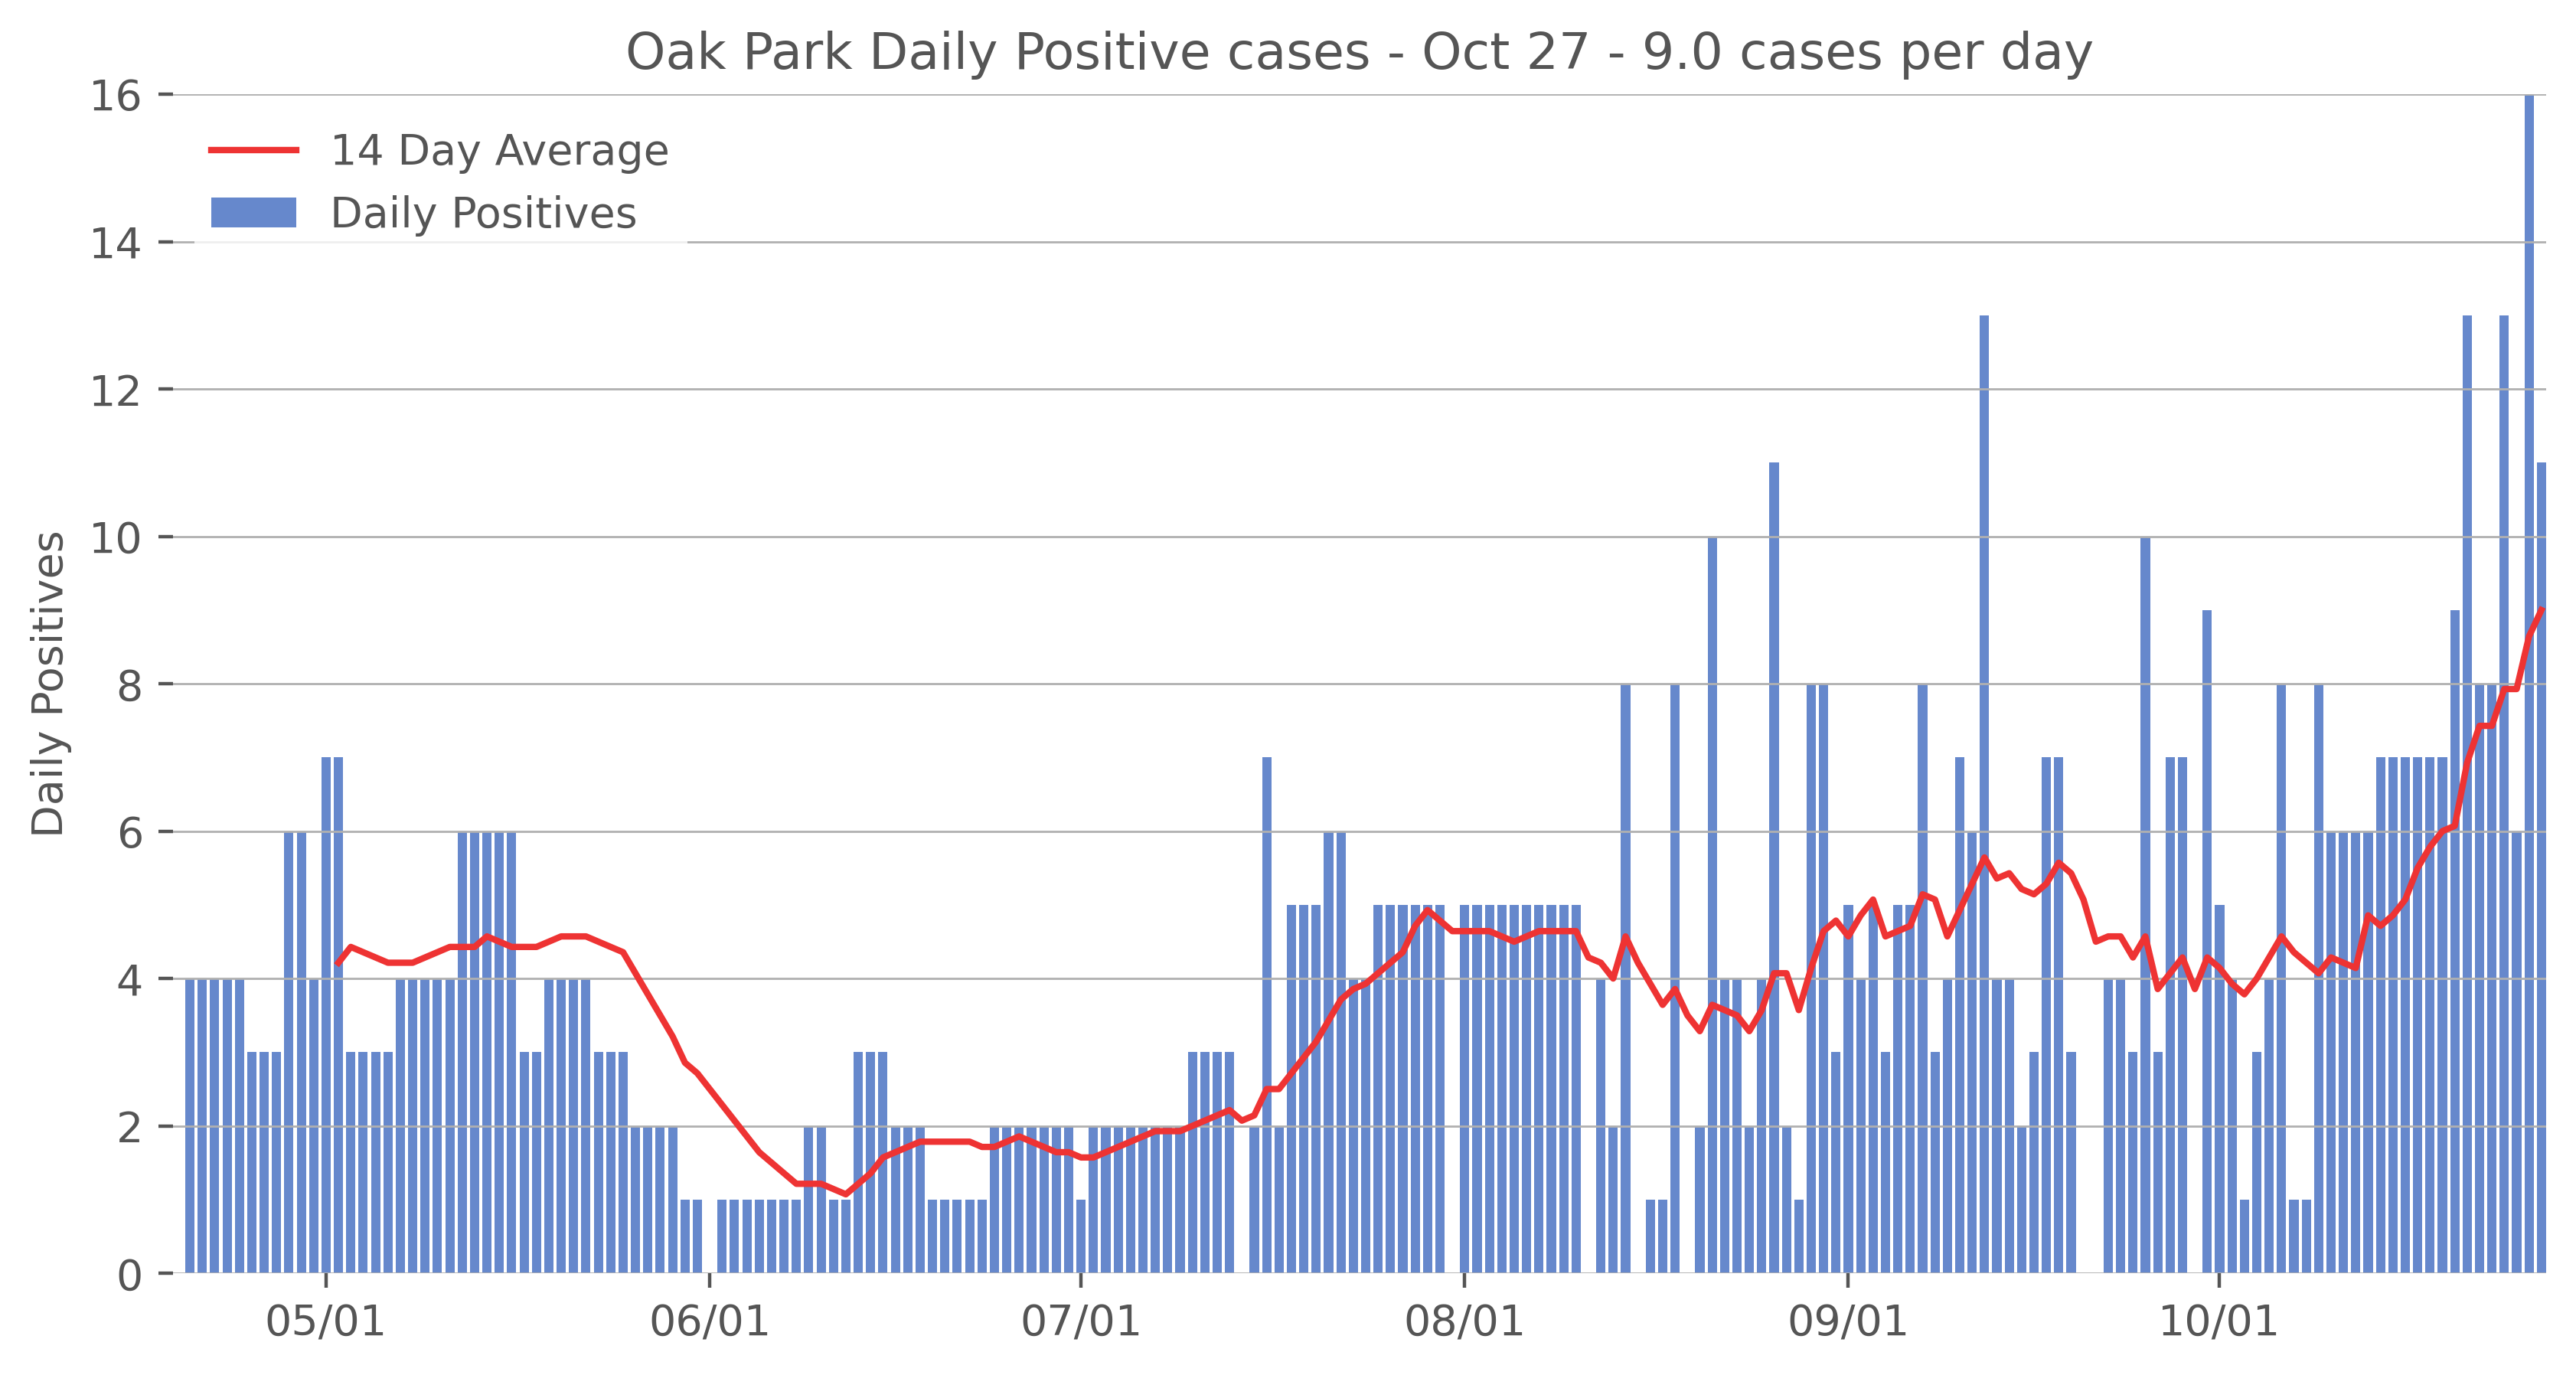 Oak Park Daily Positive cases - Oct 27 - 9.0 cases per day
16
14 Day Average
Daily Positives
14
12
10
8
6
4
2
0
Daily Positives
05/01 06/01 07/01 08/01 09/01 10/01